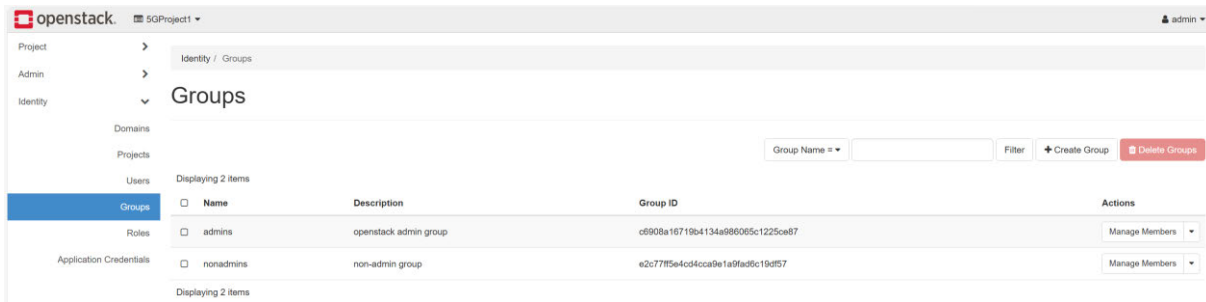 openstack. 5GProject1 admin
Project
Admin
Identity
Domains
Projects
Users
Groups
Roles
Application Credentials
Identity / Groups
Groups
Group Name = Filter +Create Group Delete Groups
Displaying 2 items
Name Description Group ID Actions
admins openstack admin group c6908a16719b4134a986065c1225ce87 Manage Members
nonadmins non-admin group e2c77ff5e4cd4cca9e1a9fad6c19df57 Manage Members
Displaying 2 items